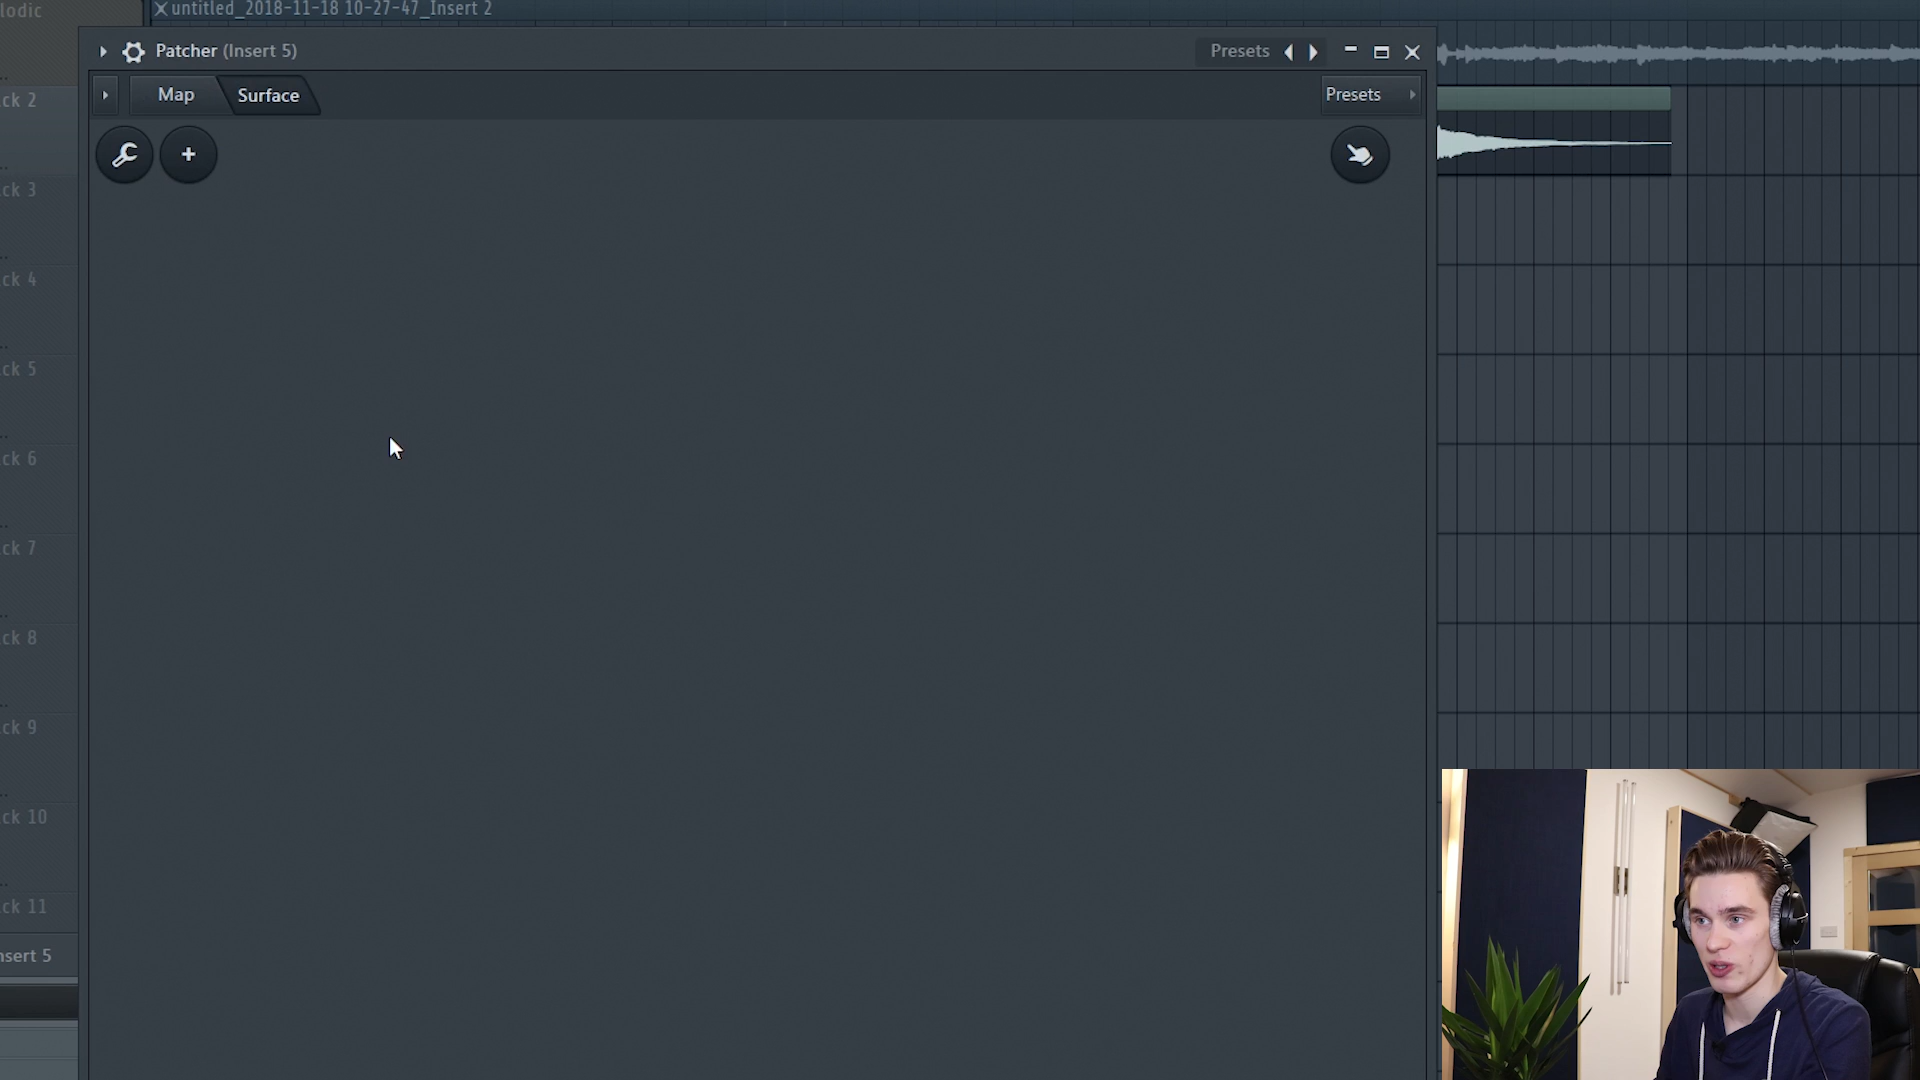 lodic
untitled_2018-11-18 10-27-47_Insert 2
Patcher (Insert 5)
Presets
Map
Surface
Presets
ck 2
ck 3
ck 4
ck 5
ck 6
ck 7
ck 8
ck 9
ck 10
ck 11
nsert 5